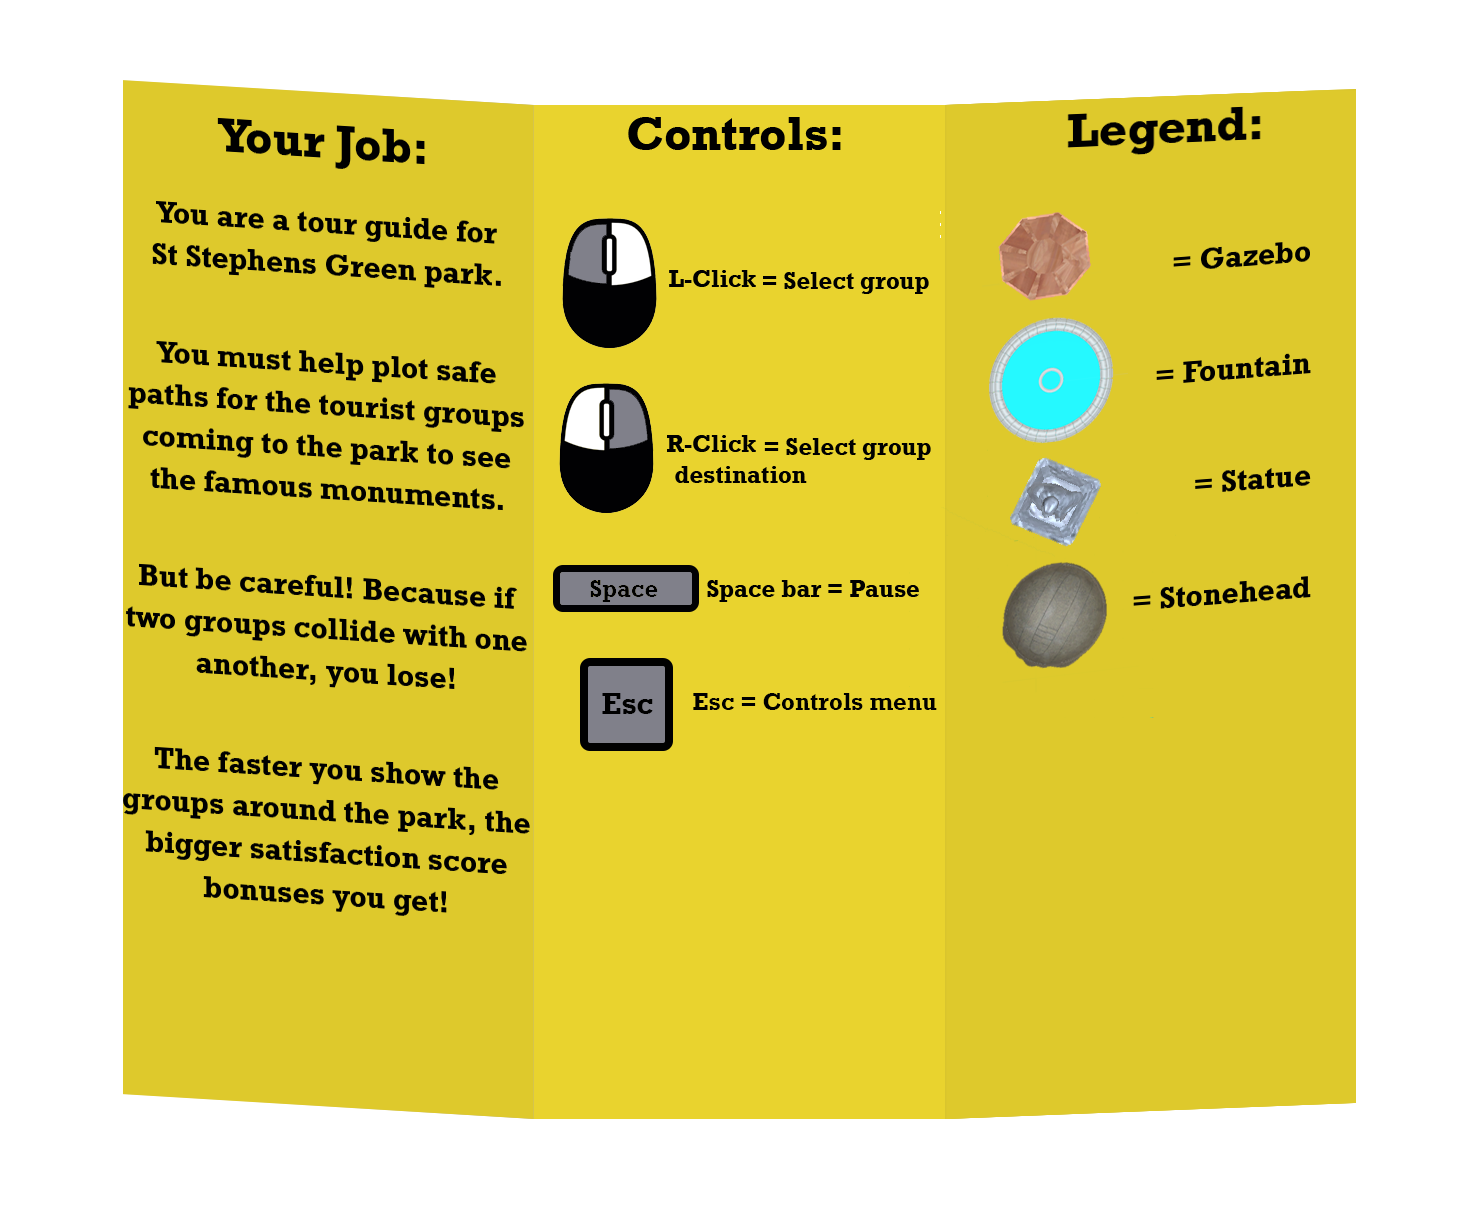 Your Job:
You are a tour guide for
St Stephens Green park.
You must help plot safe
paths for the tourist groups
coming to the park to see
the famous monuments.
But be careful! Because if
two groups collide with one
another, you lose!
The faster you show the
groups around the park, the
bigger satisfaction score
bonuses you get!
Controls:
L-Click = Select group
R-Click = Select group
destination
Space
Space bar = Pause
Esc
Esc = Controls menu
Legend:
= Gazebo
= Fountain
= Statue
= Stonehead